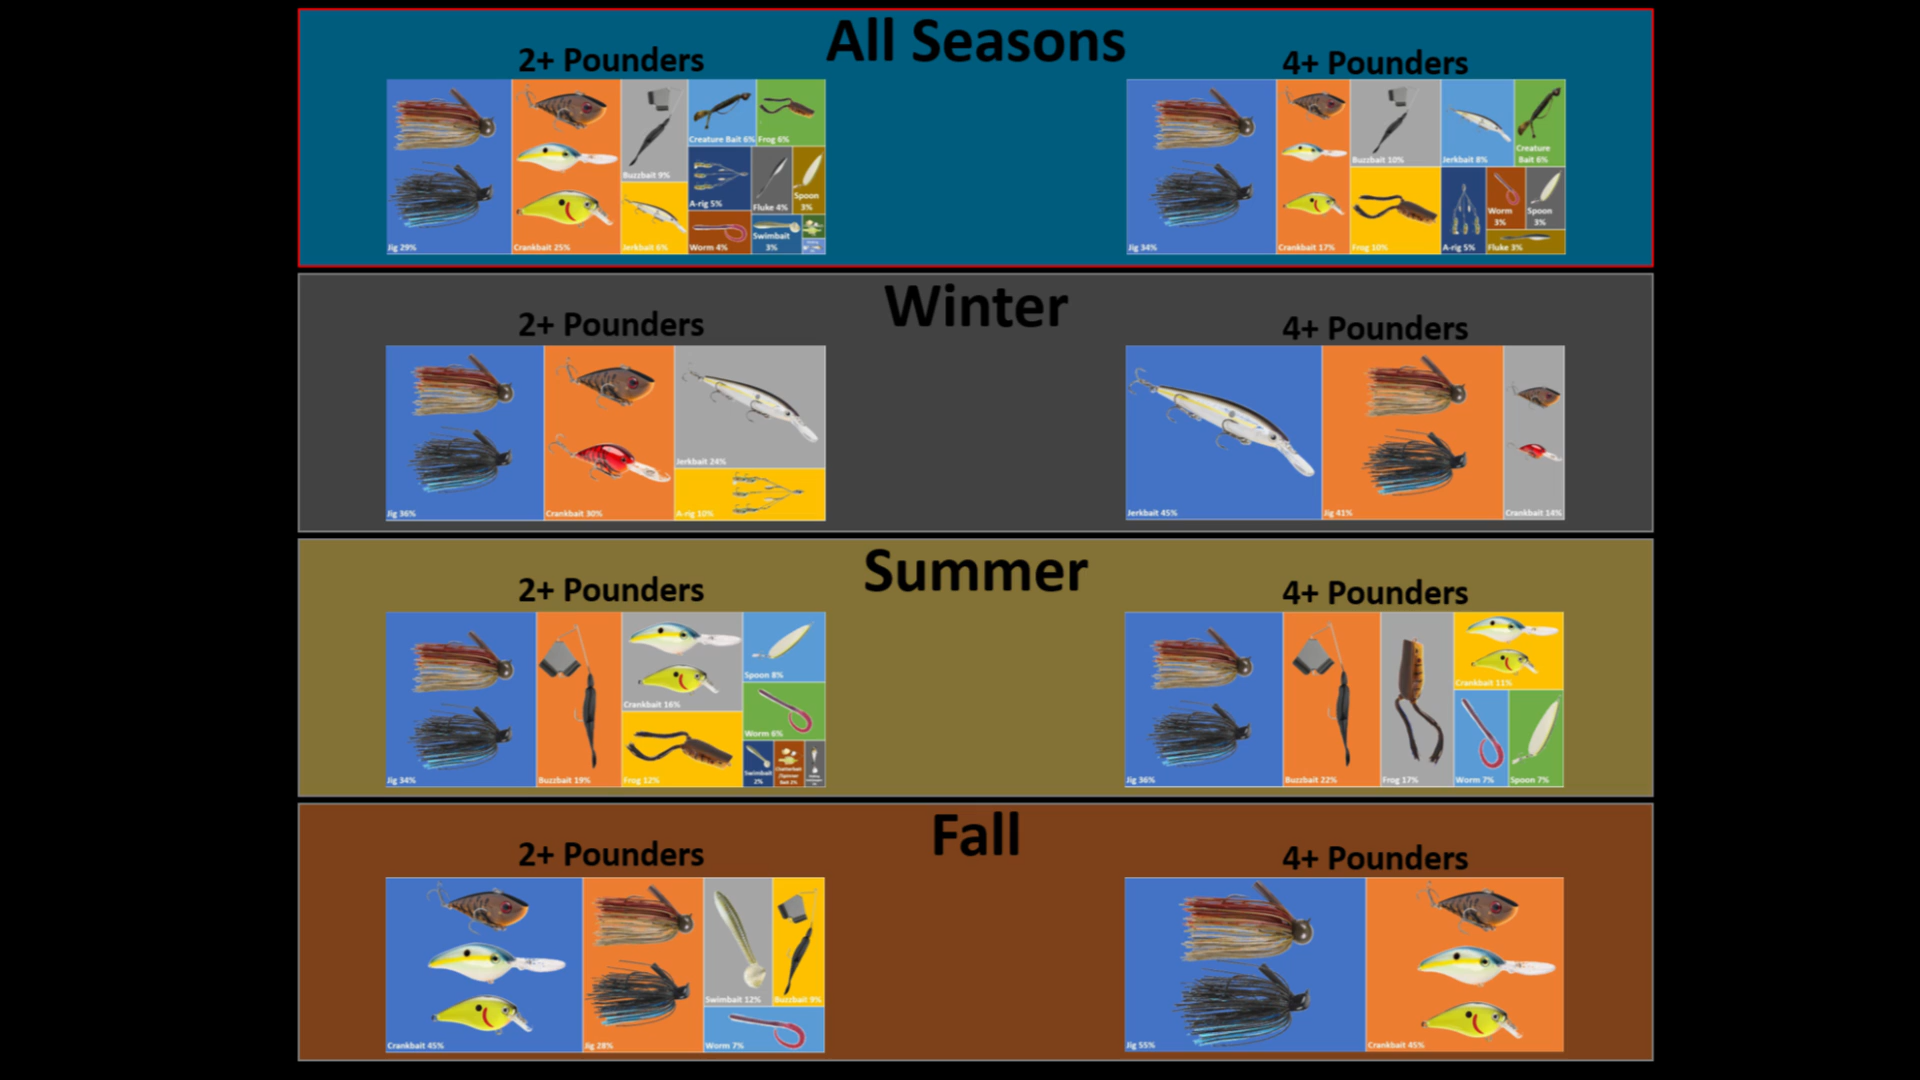 All Seasons
2+ Pounders
4+ Pounders
Jig 29%
Crankbait 25%
Buzzbait 9%
Jerkbait 6%
Creature Bait 6%
Frog 6%
A-rig 5%
Fluke 4%
Spoon
3%
Worm 4%
Swimbait
3%
Jig 34%
Crankbait 17%
Buzzbait 10%
Frog 10%
Jerkbait 8%
Creature
Bait 6%
A-rig 5%
Worm
3%
Spoon
3%
Fluke 3%
Winter
2+ Pounders
4+ Pounders
Jig 36%
Crankbait 30%
Jerkbait 24%
A-rig 10%
Jerkbait 45%
Jig 41%
Crankbait 14%
Summer
2+ Pounders
4+ Pounders
Jig 34%
Buzzbait 19%
Crankbait 16%
Frog 12%
Spoon 8%
Worm 6%
Swimbait
2%
Chatterbait
/Spinner
Bait 2%
Jig 36%
Buzzbait 22%
Frog 17%
Crankbait 11%
Worm 7%
Spoon 7%
Fall
2+ Pounders
4+ Pounders
Crankbait 45%
Jig 28%
Swimbait 12%
Buzzbait 9%
Worm 7%
Jig 55%
Crankbait 45%